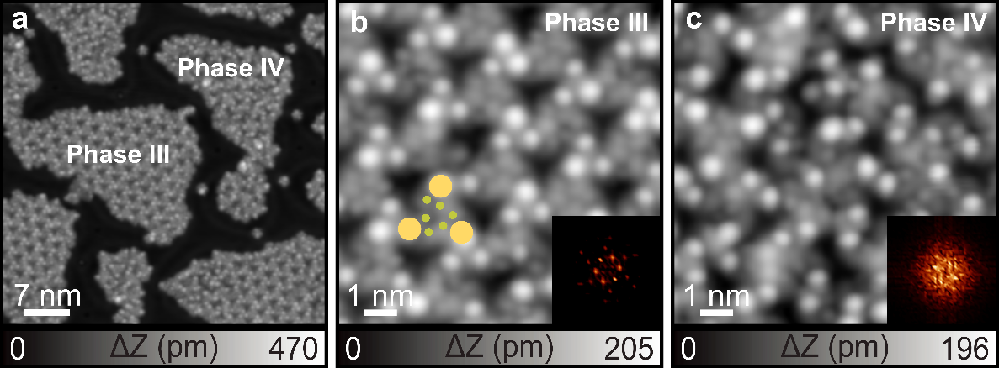 a
Phase IV
Phase III
7 nm
0 ΔZ (pm) 470
b
Phase III
1 nm
0 ΔZ (pm) 205
c
Phase IV
1 nm
0 ΔZ (pm) 196